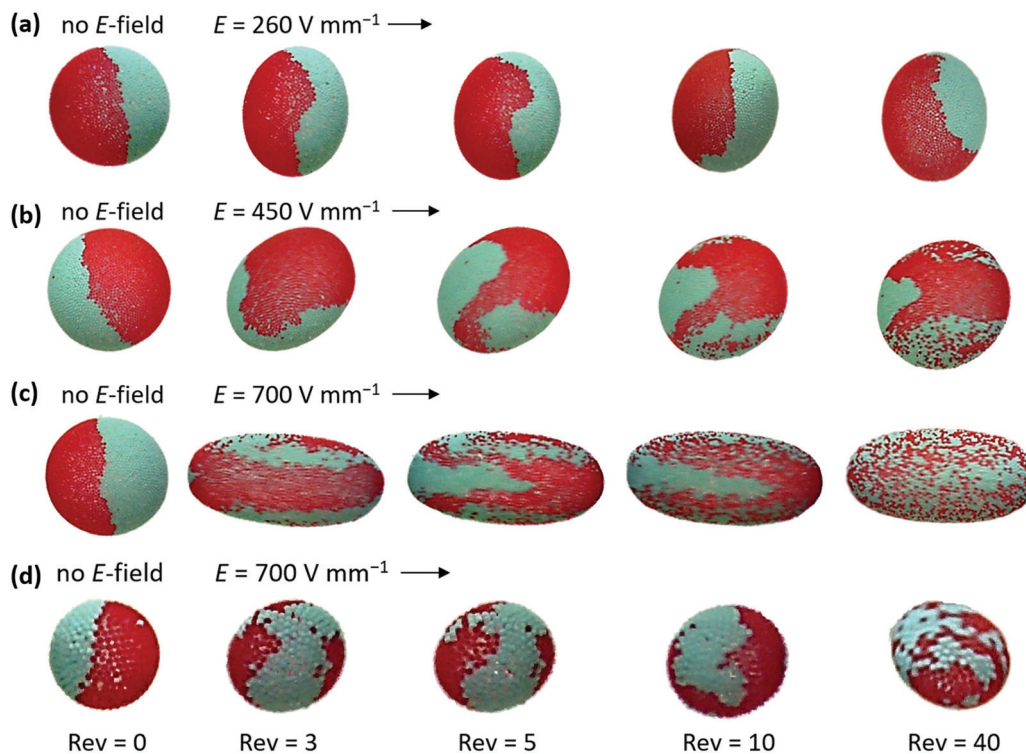 (a) no E-field E = 260 V mm⁻¹ →
(b) no E-field E = 450 V mm⁻¹ →
(c) no E-field E = 700 V mm⁻¹ →
(d) no E-field E = 700 V mm⁻¹ →
Rev = 0 Rev = 3 Rev = 5 Rev = 10 Rev = 40